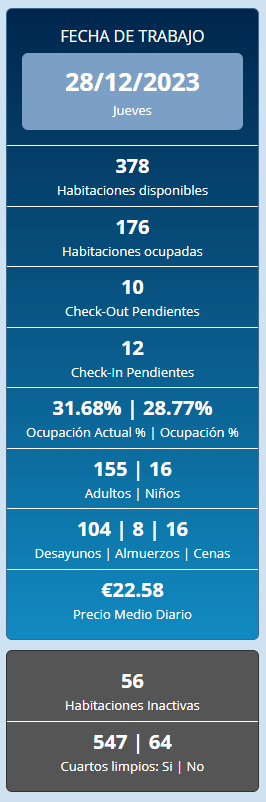 FECHA DE TRABAJO
28/12/2023
Jueves
378
Habitaciones disponibles
176
Habitaciones ocupadas
10
Check-Out Pendientes
12
Check-In Pendientes
31.68% | 28.77%
Ocupación Actual % | Ocupación %
155 | 16
Adultos | Niños
104 | 8 | 16
Desayunos | Almuerzos | Cenas
€22.58
Precio Medio Diario
56
Habitaciones Inactivas
547 | 64
Cuartos limpios: Si | No